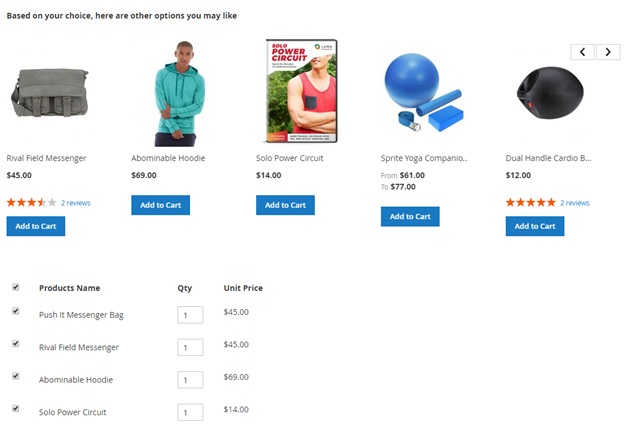 Based on your choice, here are other options you may like
SOLO
POWER
CIRCUIT
LUMA
Rival Field Messenger
Abominable Hoodie
Solo Power Circuit
Sprite Yoga Companio..
Dual Handle Cardio B...
$45.00
$69.00
$14.00
From $61.00
To $77.00
$12.00
2 reviews
2 reviews
Add to Cart
Add to Cart
Add to Cart
Add to Cart
Add to Cart
Products Name Qty Unit Price
Push It Messenger Bag 1 $45.00
Rival Field Messenger 1 $45.00
Abominable Hoodie 1 $69.00
Solo Power Circuit 1 $14.00